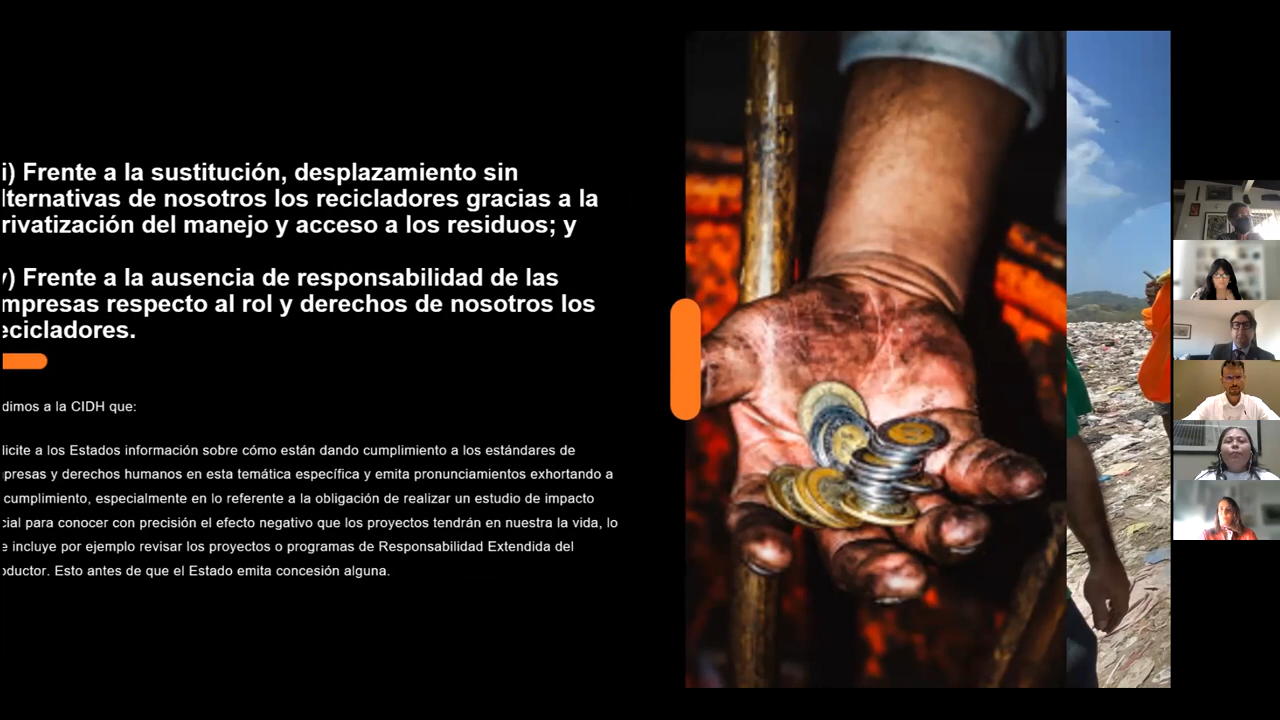 i) Frente a la sustitución, desplazamiento sin
lternativas de nosotros los recicladores gracias a la
rivatización del manejo y acceso a los residuos; y
) Frente a la ausencia de responsabilidad de las
mpresas respecto al rol y derechos de nosotros los
ecicladores.
dimos a la CIDH que:
licite a los Estados información sobre cómo están dando cumplimiento a los estándares de
presas y derechos humanos en esta temática específica y emita pronunciamientos exhortando a
cumplimiento, especialmente en lo referente a la obligación de realizar un estudio de impacto
cial para conocer con precisión el efecto negativo que los proyectos tendrán en nuestra la vida, lo
e incluye por ejemplo revisar los proyectos o programas de Responsabilidad Extendida del
oductor. Esto antes de que el Estado emita concesión alguna.